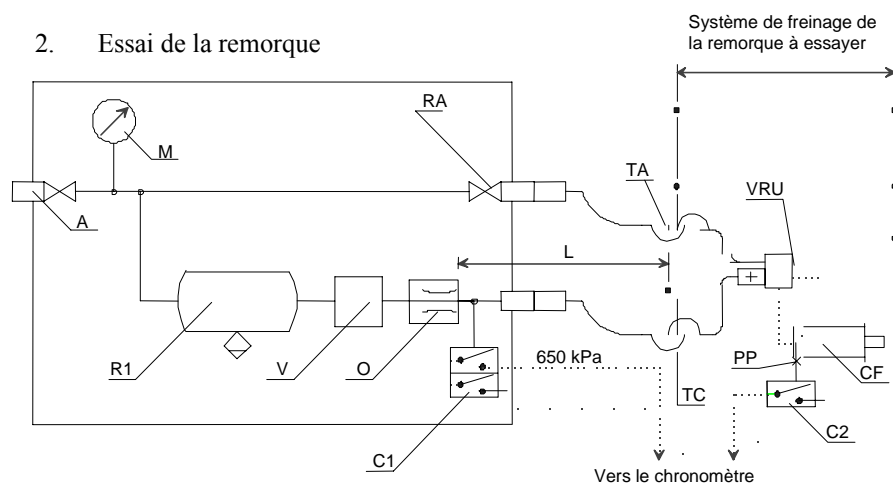 Système de freinage de
la remorque à essayer
2. Essai de la remorque
RA
M
TA
VRU
A
L
R1
V
O
650 kPa
PP
CF
TC
C1
C2
Vers le chronomètre